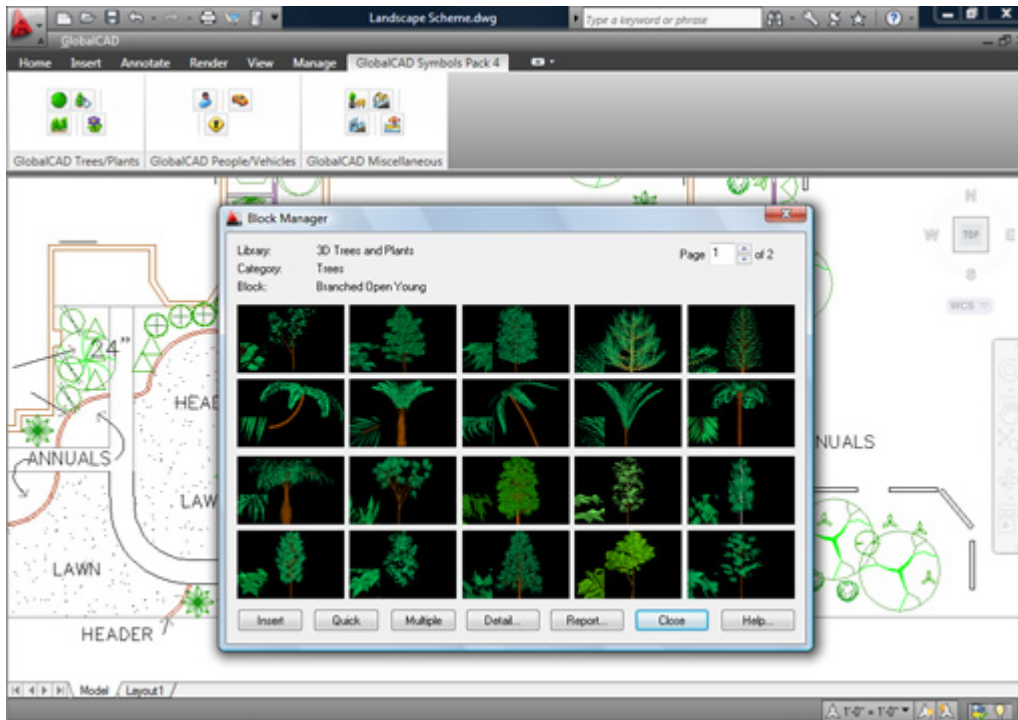 Landscape Scheme.dwg
Type a keyword or phrase
GlobalCAD
Home Insert Annotate Render View Manage GlobalCAD Symbols Pack 4
GlobalCAD Trees/Plants GlobalCAD People/Vehicles GlobalCAD Miscellaneous
Block Manager
Library: 3D Trees and Plants
Page 1 of 2
Category: Trees
Block: Branched Open Young
N
W TOP E
S
WCS
24"
HEAD
NUALS
ANNUALS
LAW
LAWN
HEADER
Insert Quick Multiple Detail... Report... Close Help...
Model Layout1
1'-0" = 1'-0"